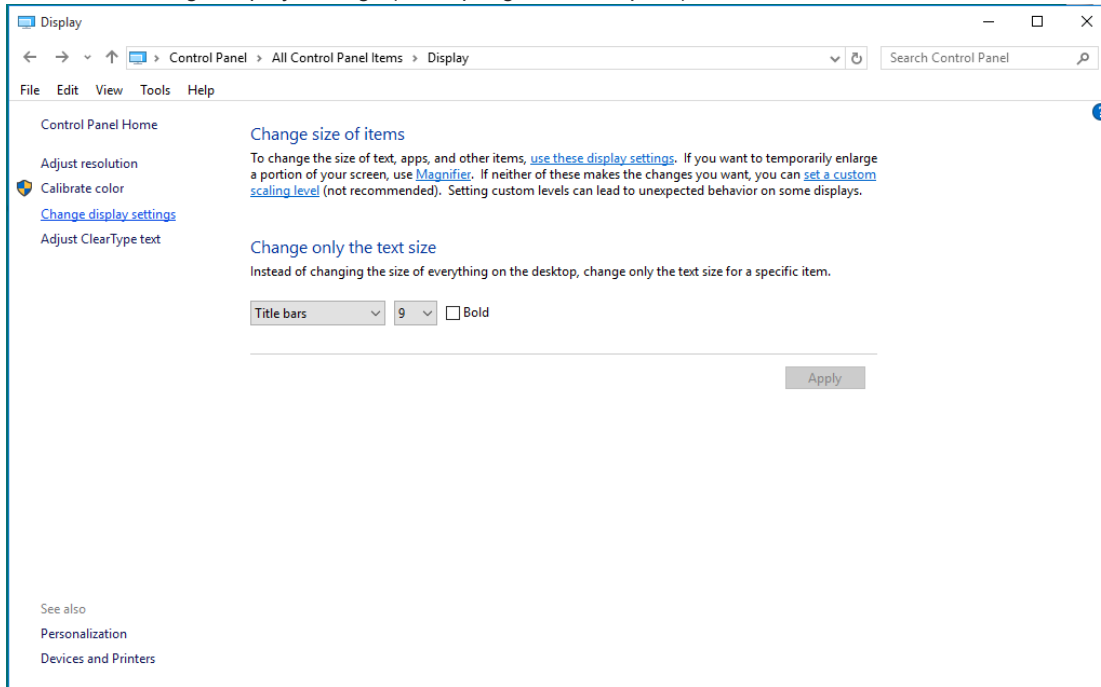 Display
Control Panel > All Control Panel Items > Display
Search Control Panel
File Edit View Tools Help
Control Panel Home
Adjust resolution
Calibrate color
Change display settings
Adjust ClearType text
Change size of items
To change the size of text, apps, and other items, use these display settings. If you want to temporarily enlarge
a portion of your screen, use Magnifier. If neither of these makes the changes you want, you can set a custom
scaling level (not recommended). Setting custom levels can lead to unexpected behavior on some displays.
Change only the text size
Instead of changing the size of everything on the desktop, change only the text size for a specific item.
Title bars 9 Bold
Apply
See also
Personalization
Devices and Printers